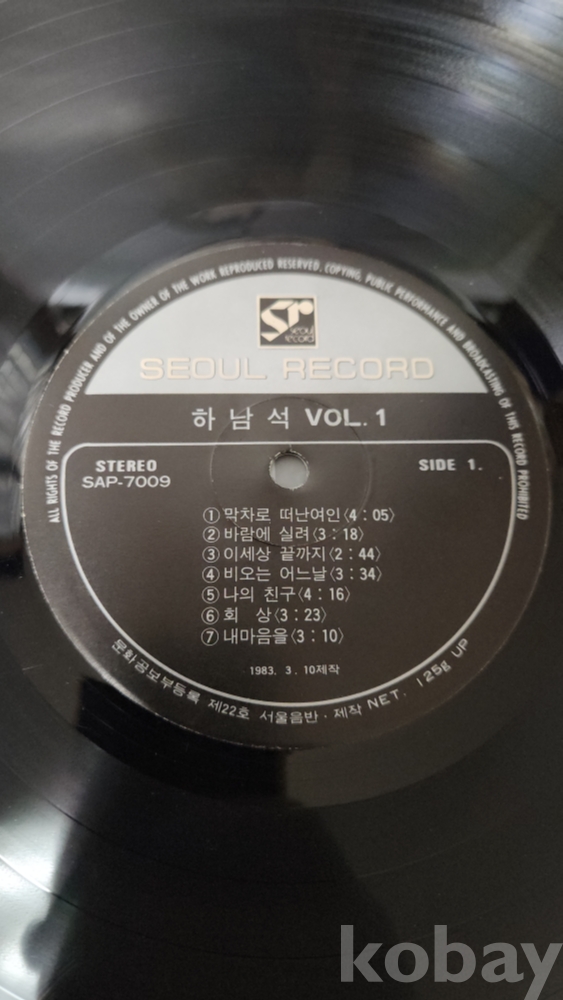 ALL RIGHTS OF THE RECORD PRODUCER AND OF THE OWNER OF THE WORK REPRODUCED RESERVED. COPYING, PUBLIC PERFORMANCE AND BROADCASTING OF THIS RECORD PROHIBITED
Sr
seoul
record
SEOUL RECORD
하남석 VOL. 1
STEREO
SAP-7009
SIDE 1.
① 막차로 떠난여인〈4 : 05〉
② 바람에 실려〈3 : 18〉
③ 이세상 끝까지〈2 : 44〉
④ 비오는 어느날〈3 : 34〉
⑤ 나의 친구〈4 : 16〉
⑥ 회 상〈3 : 23〉
⑦ 내마음을〈3 : 10〉
1983. 3. 10제작
문화공보부등록 제22호 서울음반·제작 NET. 125g UP
kobay